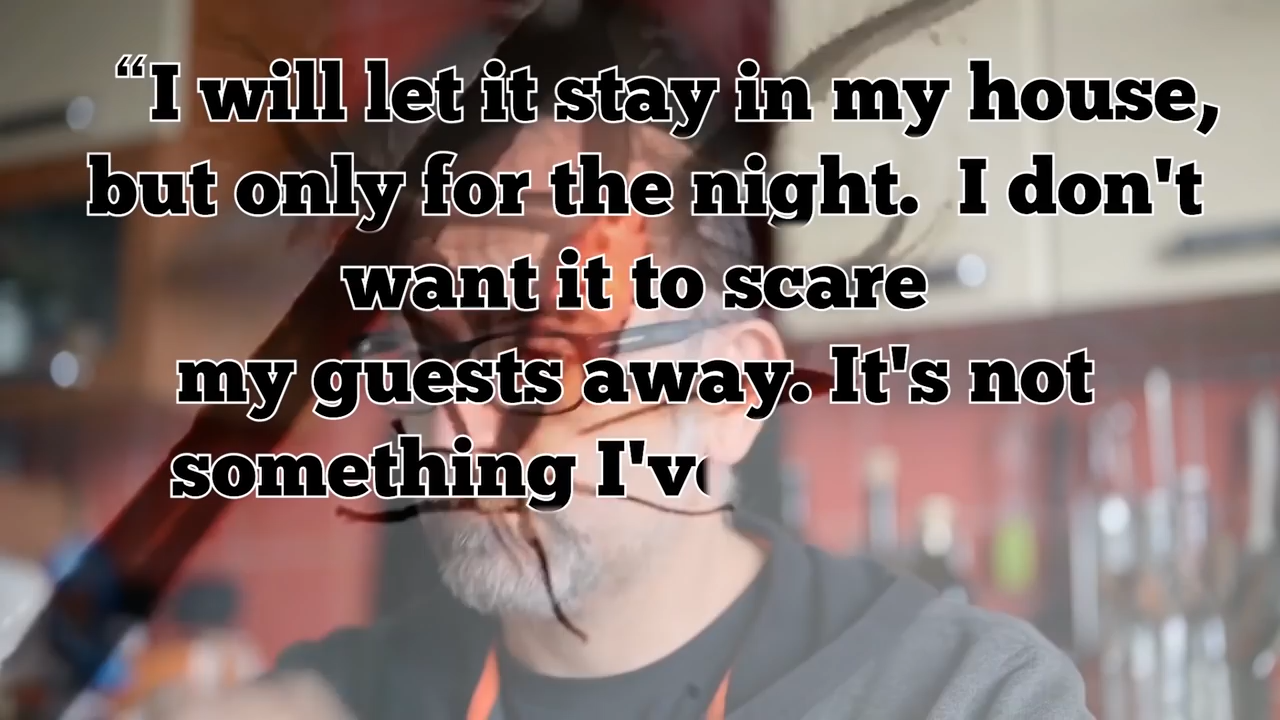 “I will let it stay in my house,
but only for the night.  I don't
want it to scare
my guests away. It's not
something I'v